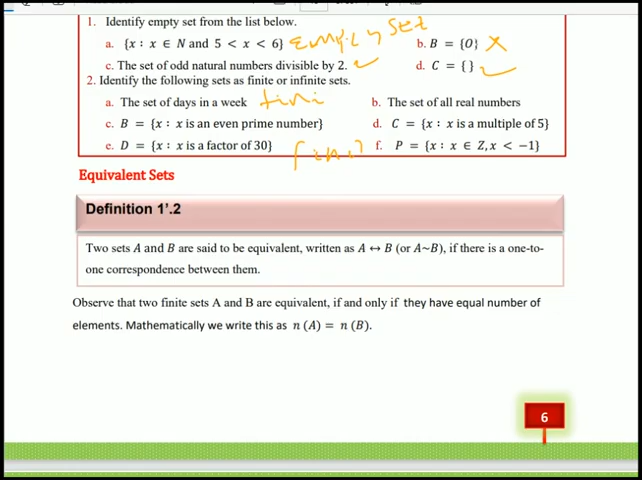 1. Identify empty set from the list below.
a. {x : x ∈ N and 5 < x < 6} Empty set
b. B = {0} ×
c. The set of odd natural numbers divisible by 2. ✓
d. C = { } ✓
2. Identify the following sets as finite or infinite sets.
a. The set of days in a week fini
b. The set of all real numbers
c. B = {x : x is an even prime number}
d. C = {x : x is a multiple of 5}
e. D = {x : x is a factor of 30}
f. P = {x : x ∈ Z, x < −1}
Equivalent Sets
Definition 1'.2
Two sets A and B are said to be equivalent, written as A ↔ B (or A~B), if there is a one-to-
one correspondence between them.
Observe that two finite sets A and B are equivalent, if and only if they have equal number of
elements. Mathematically we write this as n (A) = n (B).
6